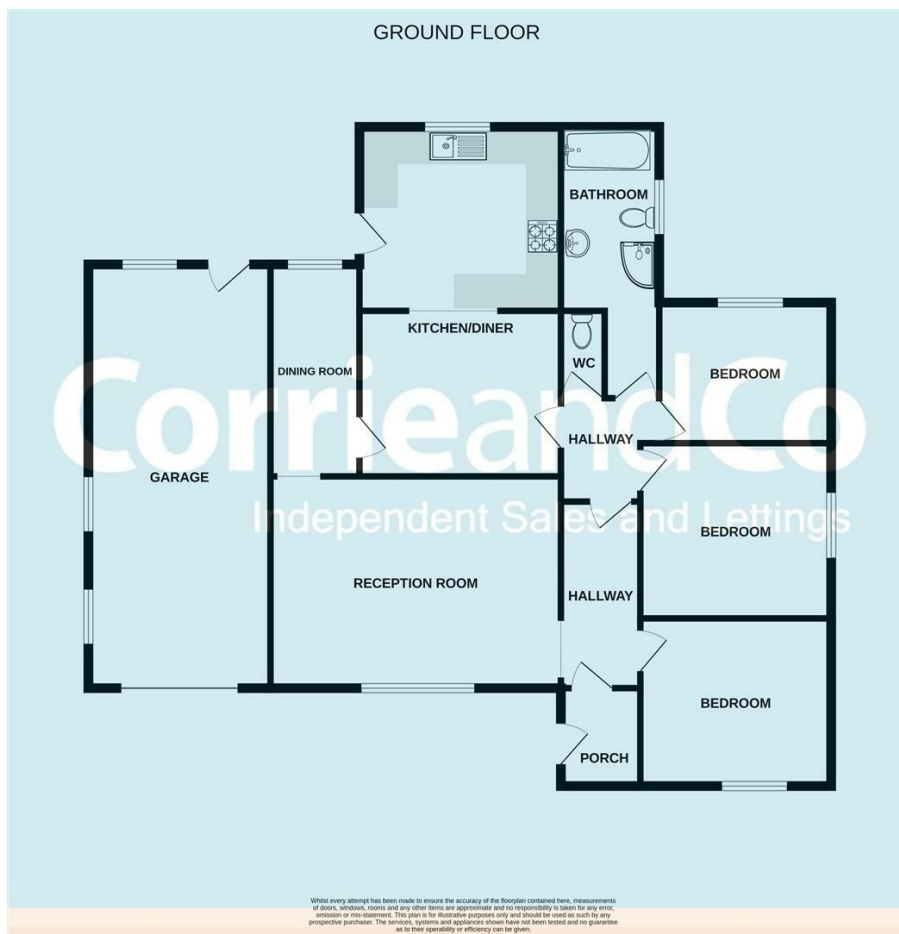 GROUND FLOOR
BATHROOM
KITCHEN/DINER
WC
DINING ROOM
BEDROOM
CorrieandCo
HALLWAY
GARAGE
Independent Sales and Lettings
BEDROOM
RECEPTION ROOM
HALLWAY
BEDROOM
PORCH
Whilst every attempt has been made to ensure the accuracy of the floorplan contained here, measurements
of doors, windows, rooms and any other items are approximate and no responsibility is taken for any error,
omission or mis-statement. This plan is for illustrative purposes only and should be used as such by any
prospective purchaser. The services, systems and appliances shown have not been tested and no guarantee
as to their operability or efficiency can be given.